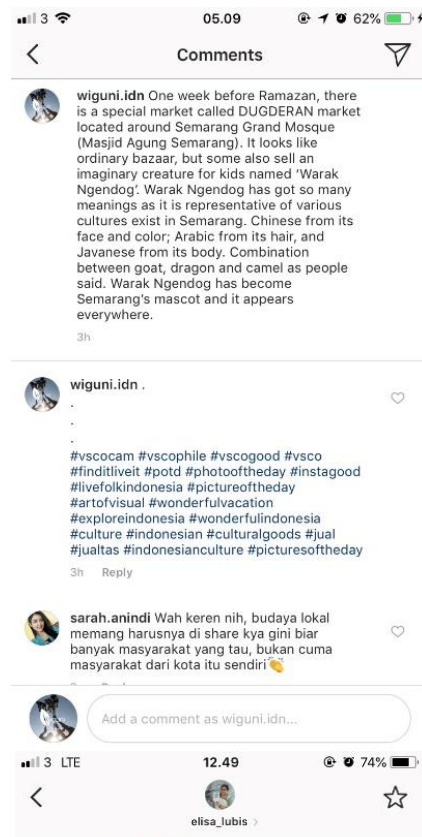 3 05.09 62%
Comments
wiguni.idn One week before Ramazan, there
is a special market called DUGDERAN market
located around Semarang Grand Mosque
(Masjid Agung Semarang). It looks like
ordinary bazaar, but some also sell an
imaginary creature for kids named ‘Warak
Ngendog’. Warak Ngendog has got so many
meanings as it is representative of various
cultures exist in Semarang. Chinese from its
face and color; Arabic from its hair, and
Javanese from its body. Combination
between goat, dragon and camel as people
said. Warak Ngendog has become
Semarang's mascot and it appears
everywhere.
3h
wiguni.idn .
.
.
.
#vscocam #vscophile #vscogood #vsco
#finditliveit #potd #photooftheday #instagood
#livefolkindonesia #pictureoftheday
#artofvisual #wonderfulvacation
#exploreindonesia #wonderfulindonesia
#culture #indonesian #culturalgoods #jual
#jualtas #indonesianculture #picturesoftheday
3h Reply
sarah.anindi Wah keren nih, budaya lokal
memang harusnya di share kya gini biar
banyak masyarakat yang tau, bukan cuma
masyarakat dari kota itu sendiri👏
Add a comment as wiguni.idn...
3 LTE 12.49 74%
elisa_lubis >